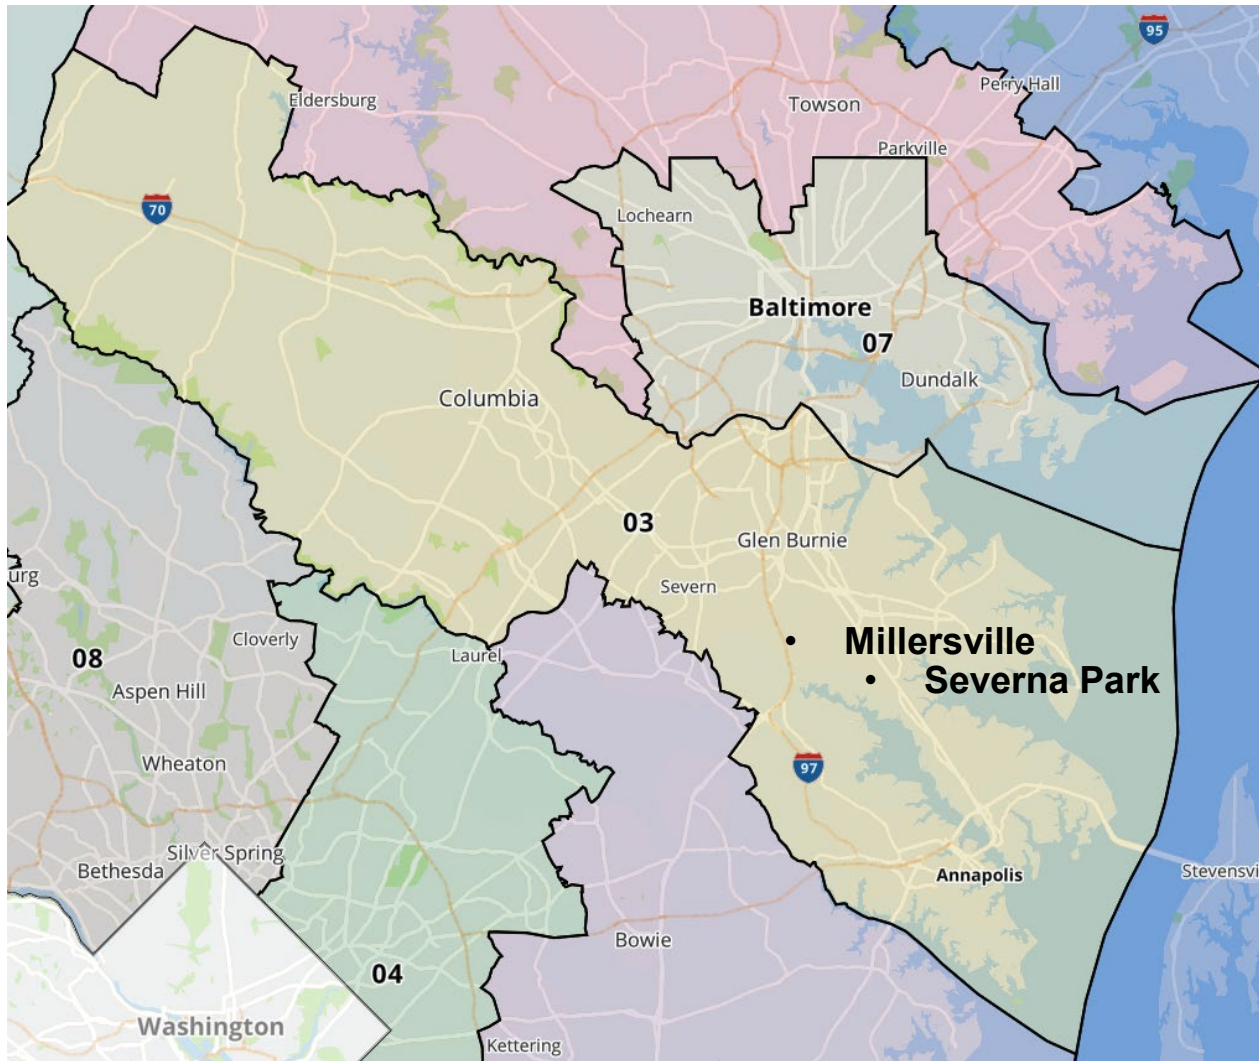 95
Perry Hall
Eldersburg
Towson
Parkville
70
Lochearn
Baltimore
07
Dundalk
Columbia
03
Glen Burnie
urg
Severn
Cloverly
• Millersville
08
Laurel
• Severna Park
Aspen Hill
Wheaton
97
Silver Spring
Bethesda
Stevensvi
Annapolis
Bowie
04
Washington
Kettering